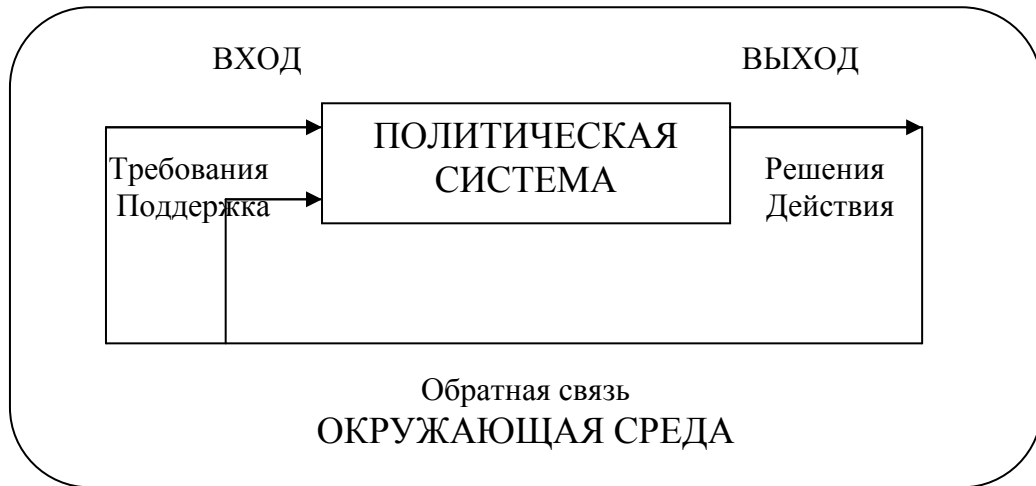 ВХОД
ВЫХОД
ПОЛИТИЧЕСКАЯ
СИСТЕМА
Требования
Поддержка
Решения
Действия
Обратная связь
ОКРУЖАЮЩАЯ СРЕДА